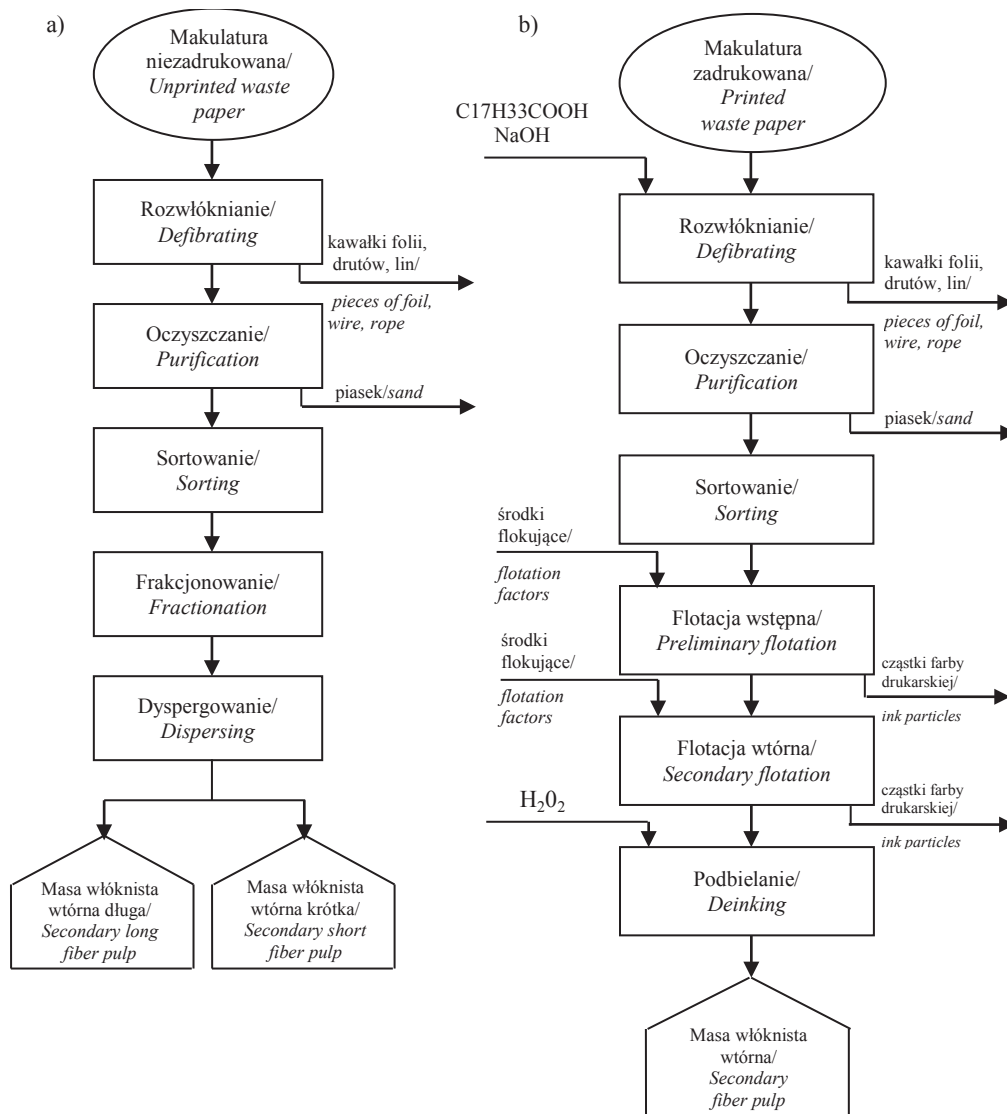 a)
Makulatura
niezadrukowana/
Unprinted waste
paper
Rozwłóknianie/
Defibrating
kawałki folii,
drutów, lin/
pieces of foil,
wire, rope
Oczyszczanie/
Purification
piasek/sand
Sortowanie/
Sorting
Frakcjonowanie/
Fractionation
Dyspergowanie/
Dispersing
Masa włóknista
wtórna długa/
Secondary long
fiber pulp
Masa włóknista
wtórna krótka/
Secondary short
fiber pulp
b)
Makulatura
zadrukowana/
Printed
waste paper
C17H33COOH
NaOH
Rozwłóknianie/
Defibrating
kawałki folii,
drutów, lin/
pieces of foil,
wire, rope
Oczyszczanie/
Purification
piasek/sand
Sortowanie/
Sorting
środki
flokujące/
flotation
factors
Flotacja wstępna/
Preliminary flotation
cząstki farby
drukarskiej/
ink particles
środki
flokujące/
flotation
factors
Flotacja wtórna/
Secondary flotation
cząstki farby
drukarskiej/
ink particles
H₂0₂
Podbielanie/
Deinking
Masa włóknista
wtórna/
Secondary
fiber pulp